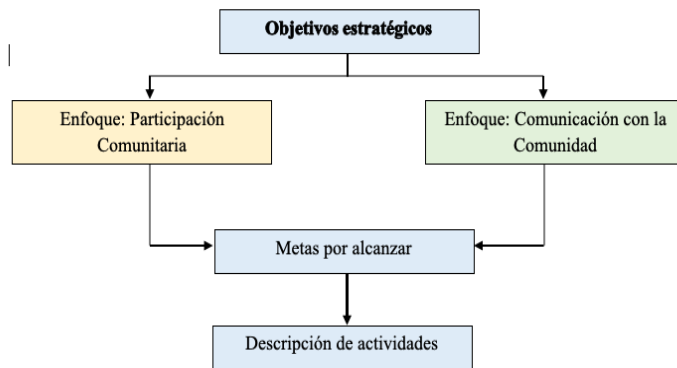 Objetivos estratégicos
Enfoque: Participación
Comunitaria
Enfoque: Comunicación con la
Comunidad
Metas por alcanzar
Descripción de actividades